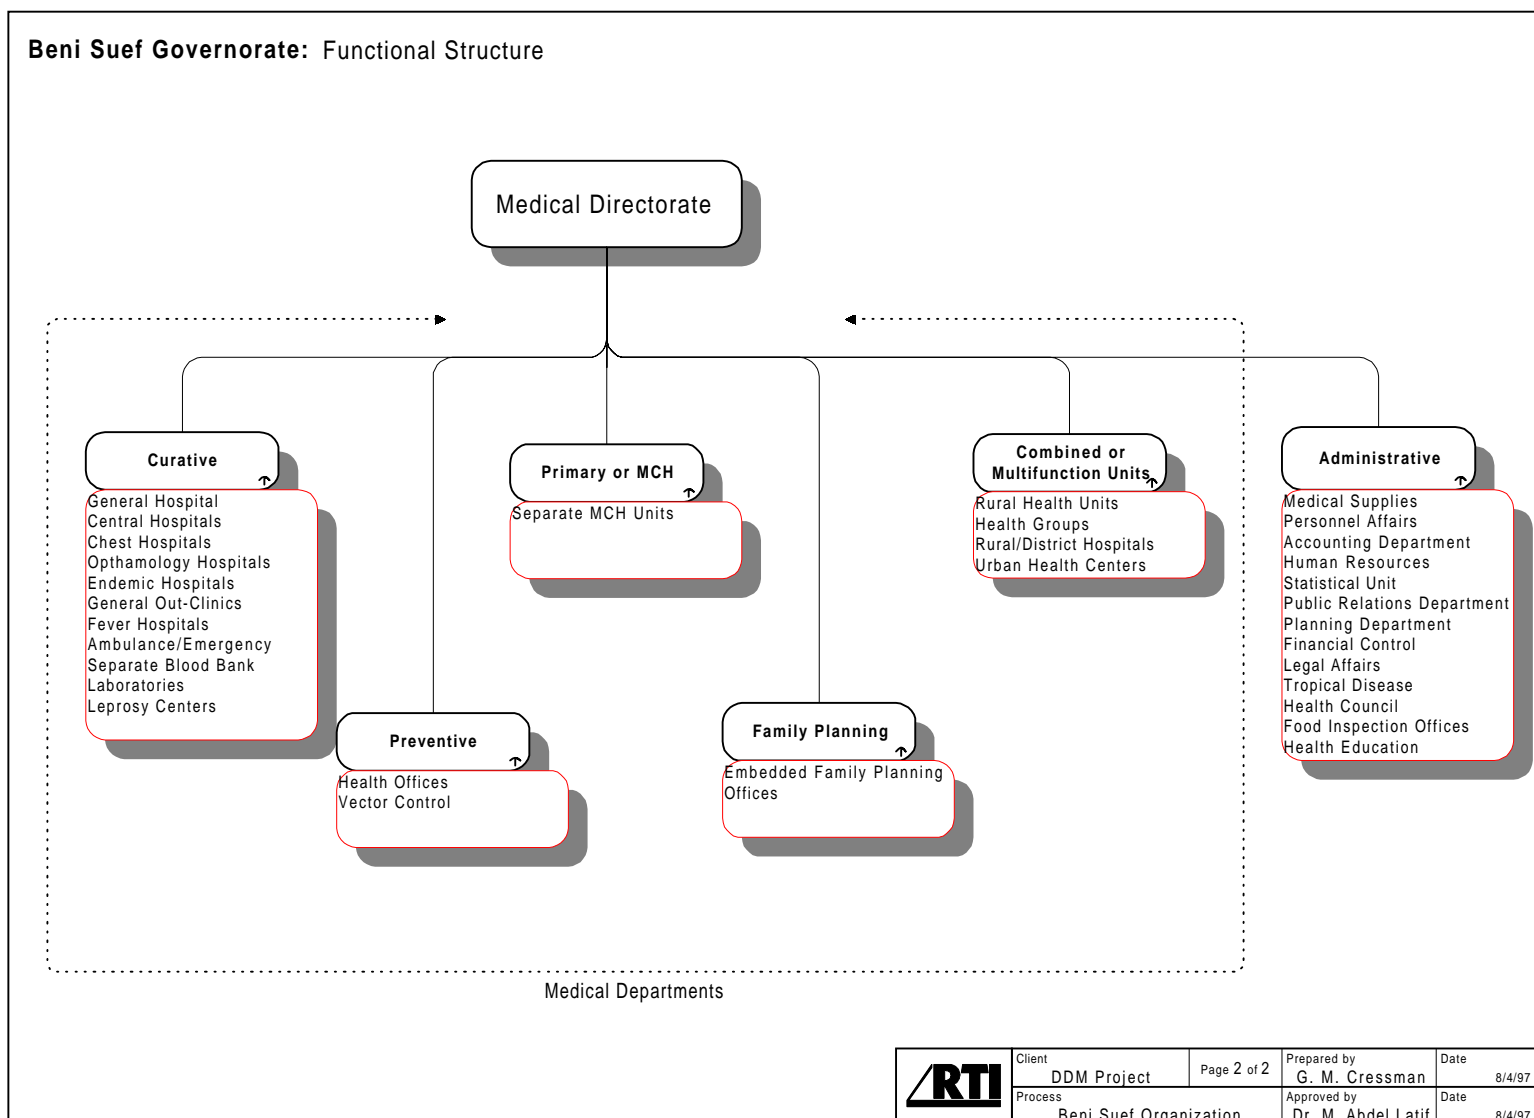 Beni Suef Governorate: Functional Structure
Medical Directorate
Curative
General Hospital
Central Hospitals
Chest Hospitals
Opthamology Hospitals
Endemic Hospitals
General Out-Clinics
Fever Hospitals
Ambulance/Emergency
Separate Blood Bank
Laboratories
Leprosy Centers
Preventive
Health Offices
Vector Control
Primary or MCH
Separate MCH Units
Family Planning
Embedded Family Planning
Offices
Combined or
Multifunction Units
Rural Health Units
Health Groups
Rural/District Hospitals
Urban Health Centers
Administrative
Medical Supplies
Personnel Affairs
Accounting Department
Human Resources
Statistical Unit
Public Relations Department
Planning Department
Financial Control
Legal Affairs
Tropical Disease
Health Council
Food Inspection Offices
Health Education
Medical Departments
RTI
Client
DDM Project
Page 2 of 2
Prepared by
G. M. Cressman
Date
8/4/97
Process
Beni Suef Organization
Approved by
Dr. M. Abdel Latif
Date
8/4/97